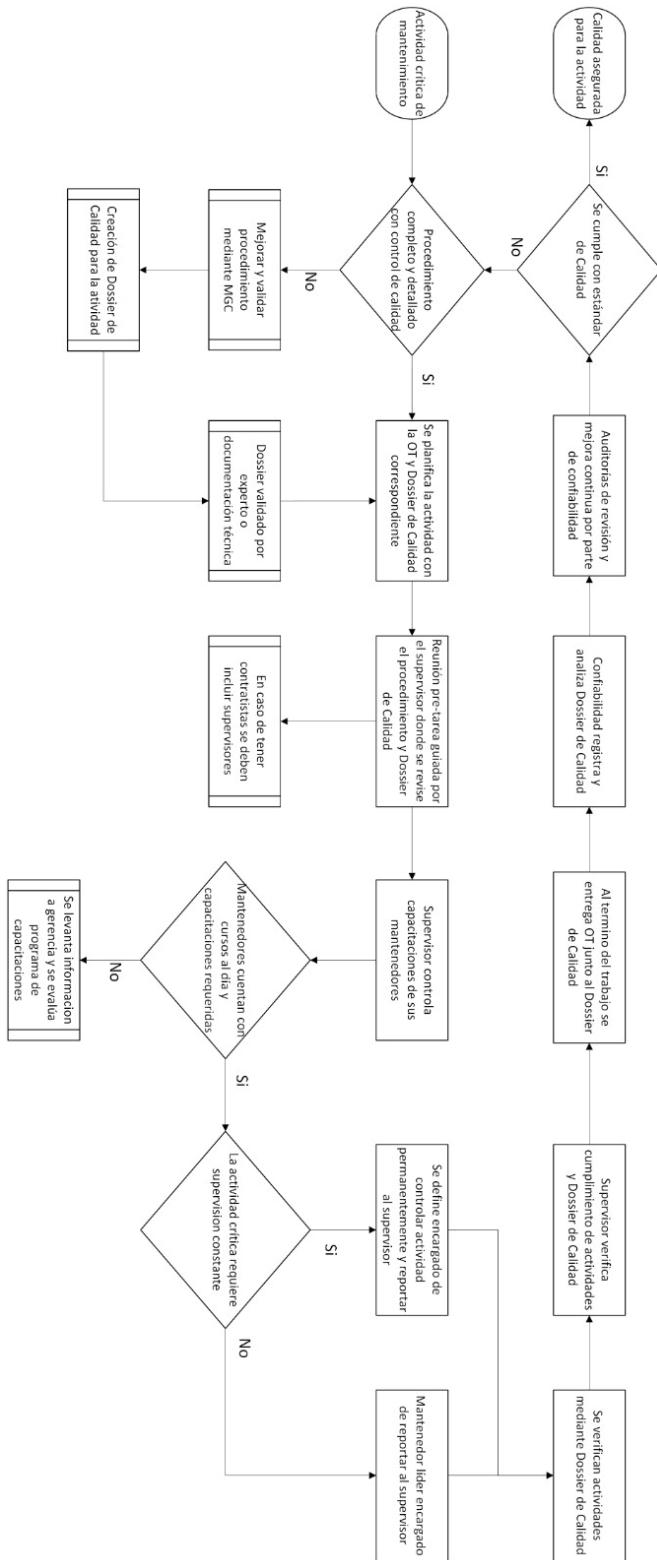 Calidad asegurada
para la actividad
Si
Se cumple con estándar
de Calidad
No
Auditorías de revisión y
mejora continua por parte
de confiabilidad
Confiabilidad registra y
analiza Dossier de Calidad
Al termino del trabajo se
entrega OT junto al Dossier
de Calidad
Supervisor verifica
cumplimiento de actividades
y Dossier de Calidad
Se verifican actividades
mediante Dossier de Calidad
Actividad crítica de
mantenimiento
Procedimiento
completo y detallado
con control de calidad
Si
No
Se planifica la actividad con
la OT y Dossier de Calidad
correspondiente
Reunión pre-tarea guiada por
el supervisor donde se revise
el procedimiento y Dossier
de Calidad
Supervisor controla
capacitaciones de sus
mantenedores
Se define encargado de
controlar actividad
permanentemente y reportar
al supervisor
Mantenedor lider encargado
de reportar al supervisor
Mejorar y validar
procedimiento
mediante MGC
Dossier validado por
experto o
documentación técnica
En caso de tener
contratistas se deben
incluir supervisores
Mantenedores cuentan con
cursos al día y
capacitaciones requeridas
Si
No
La actividad crítica requiere
supervision constante
Si
No
Creación de Dossier de
Calidad para la atividad
Se levanta informacion
a gerencia y se evalúa
programa de
capacitaciones